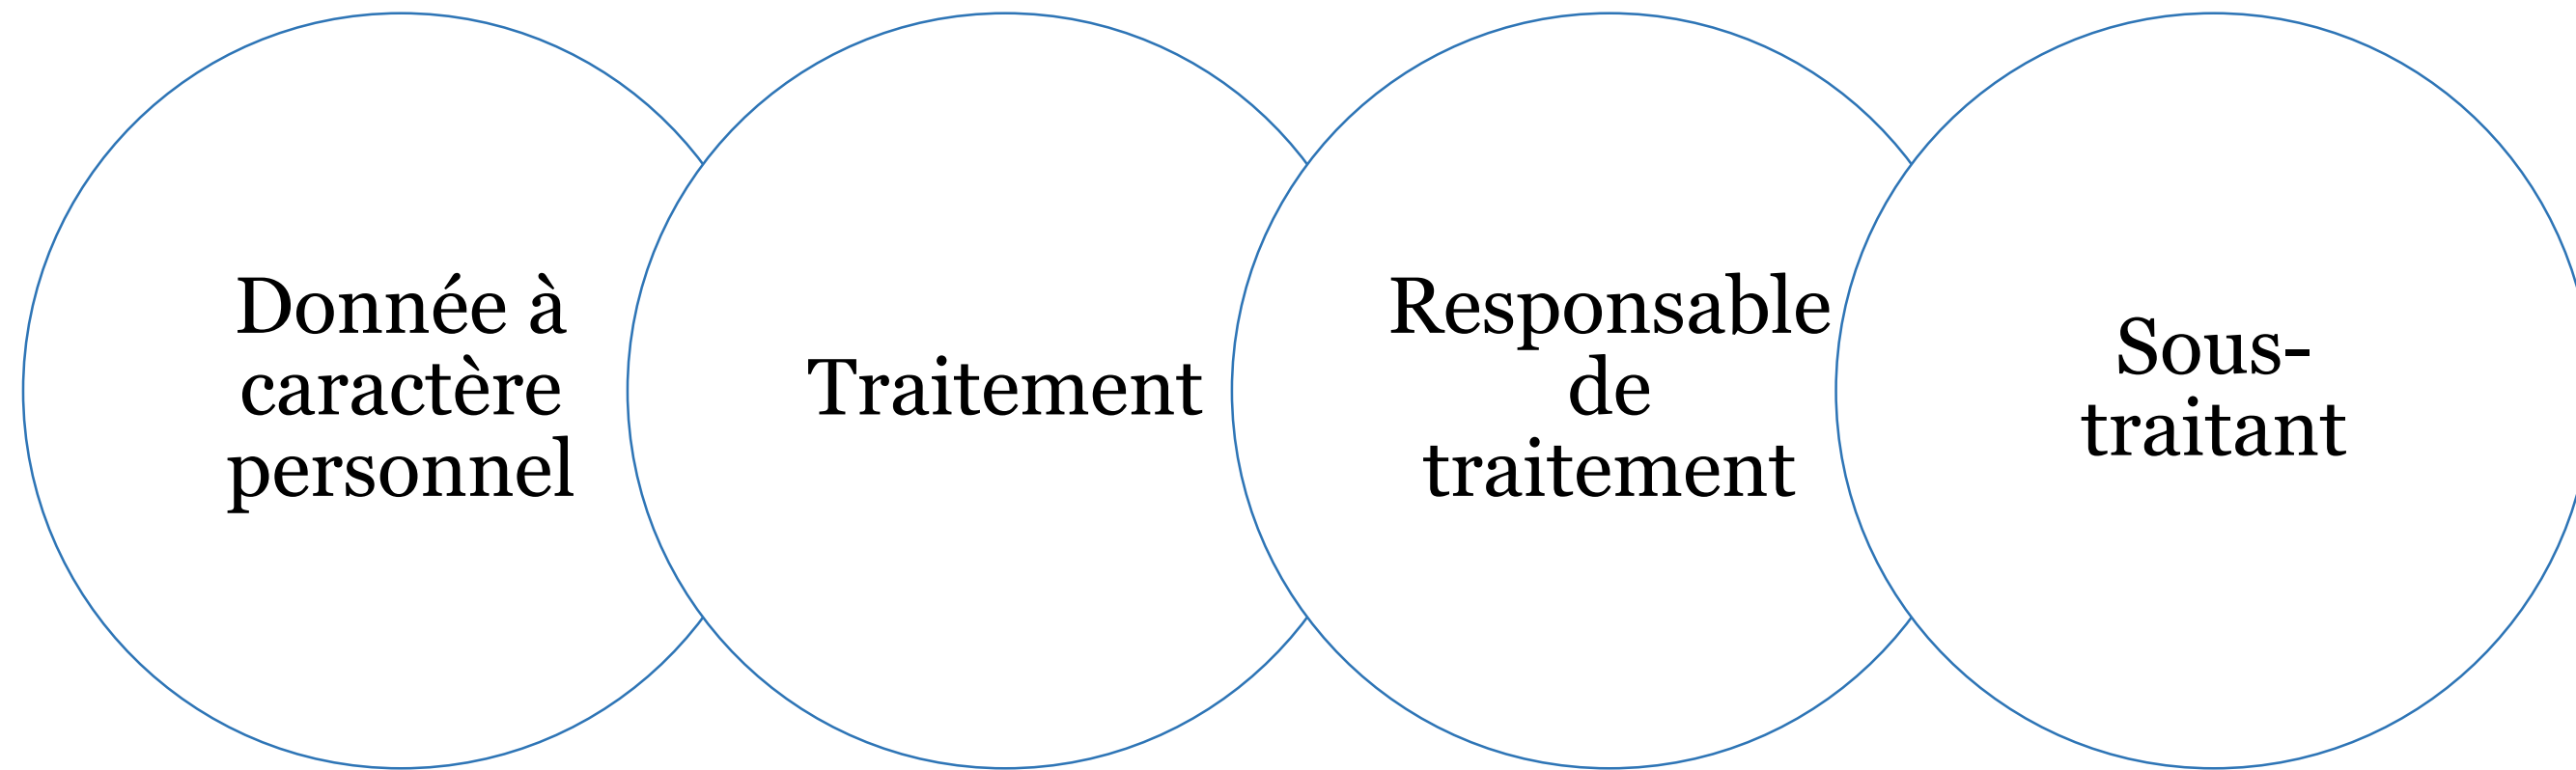 Donnée à
caractère
personnel
Traitement
Responsable
de
traitement
Sous-
traitant